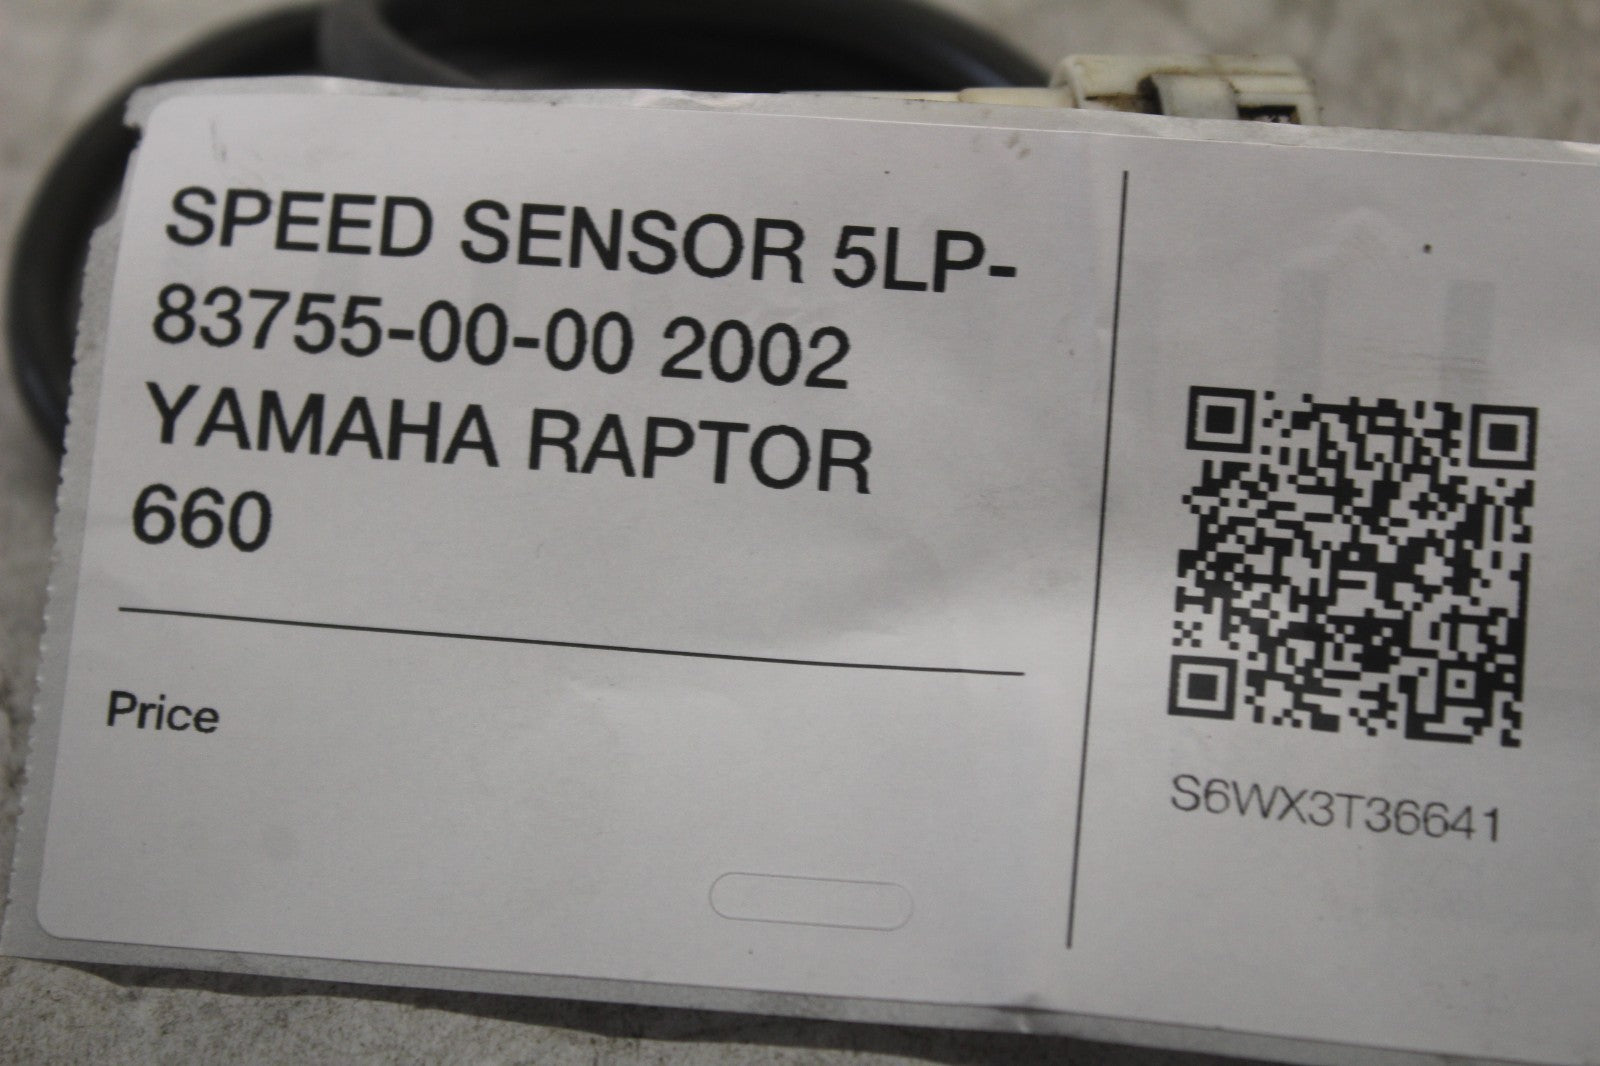 SPEED SENSOR 5LP-
83755-00-00 2002
YAMAHA RAPTOR
660
Price
S6WX3T36641